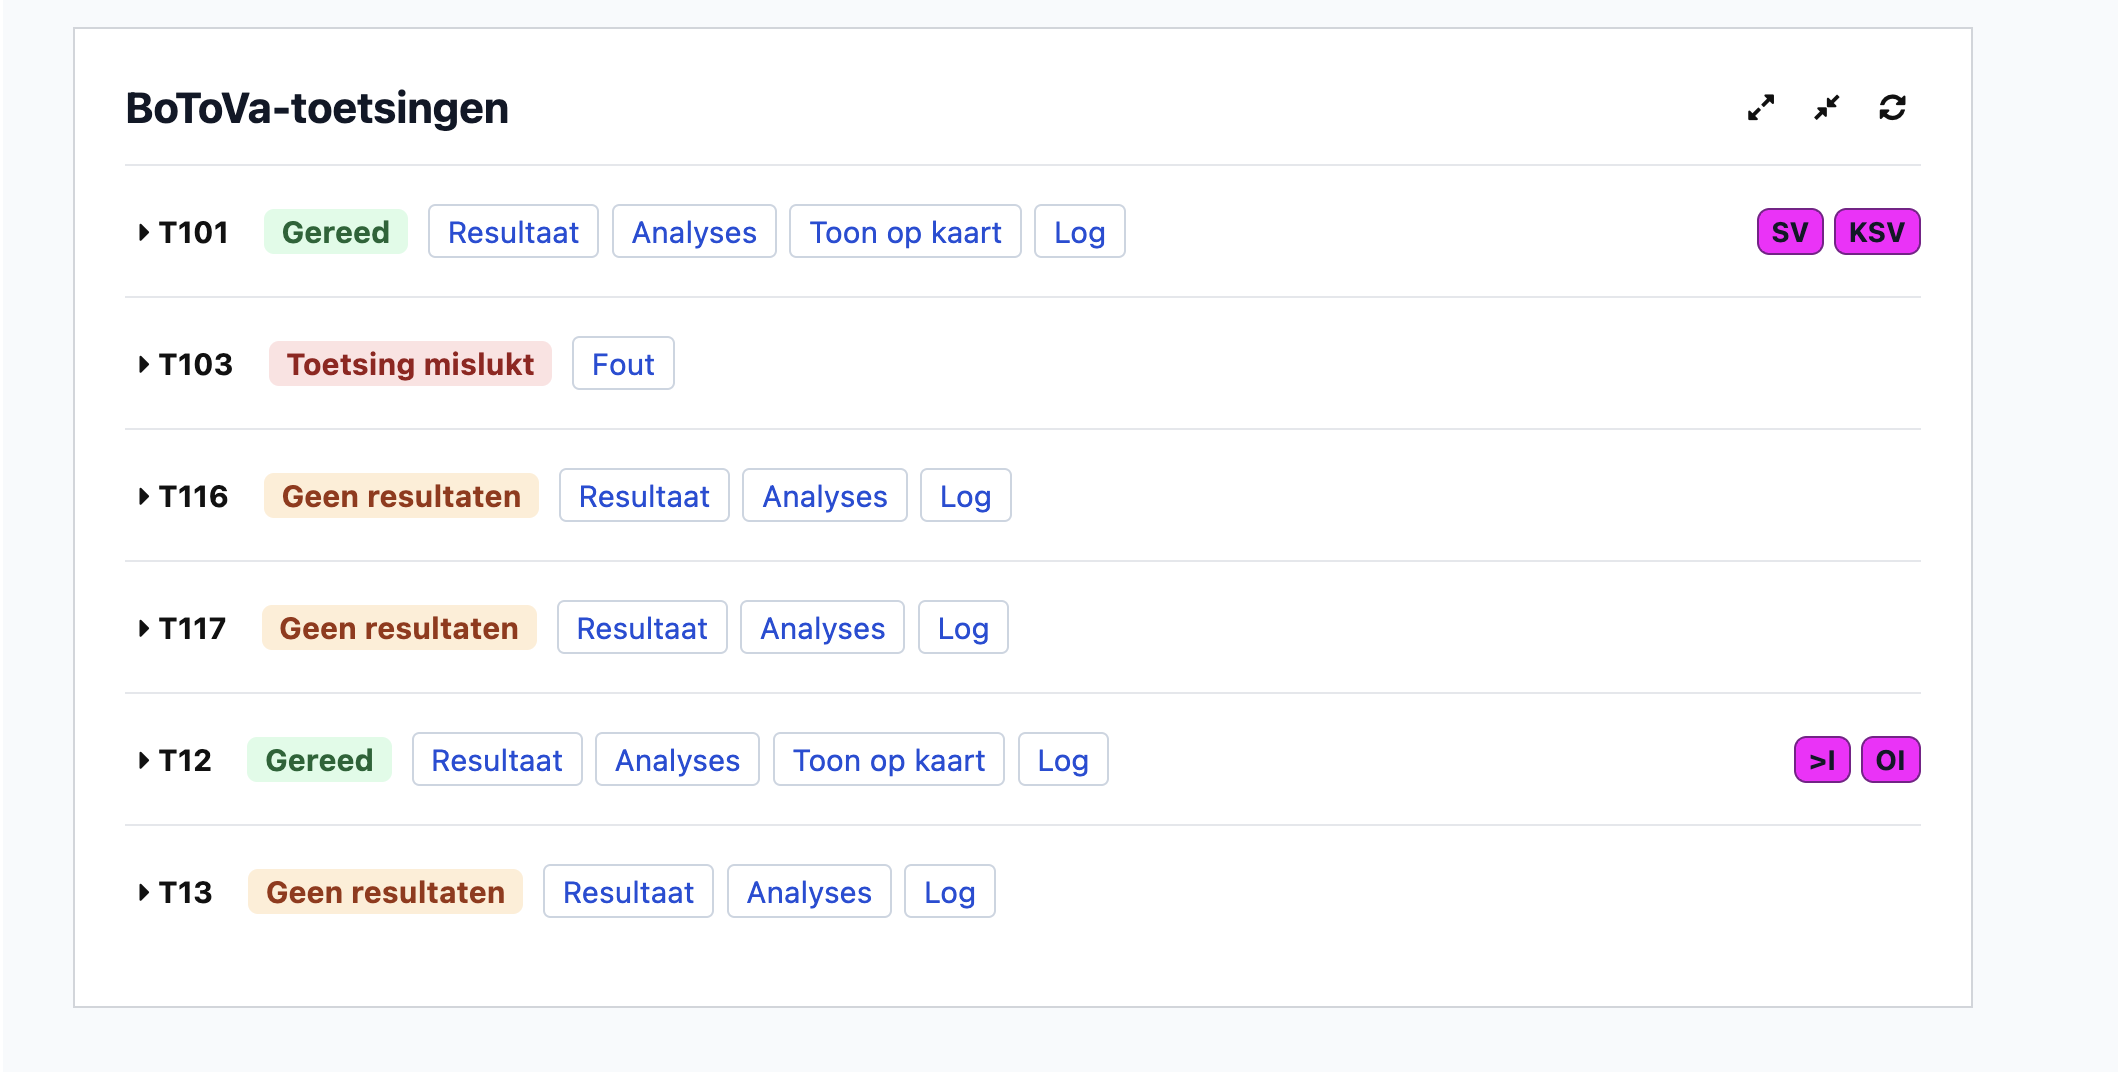 BoToVa-toetsingen
T101 Gereed Resultaat Analyses Toon op kaart Log SV KSV
T103 Toetsing mislukt Fout
T116 Geen resultaten Resultaat Analyses Log
T117 Geen resultaten Resultaat Analyses Log
T12 Gereed Resultaat Analyses Toon op kaart Log >I OI
T13 Geen resultaten Resultaat Analyses Log